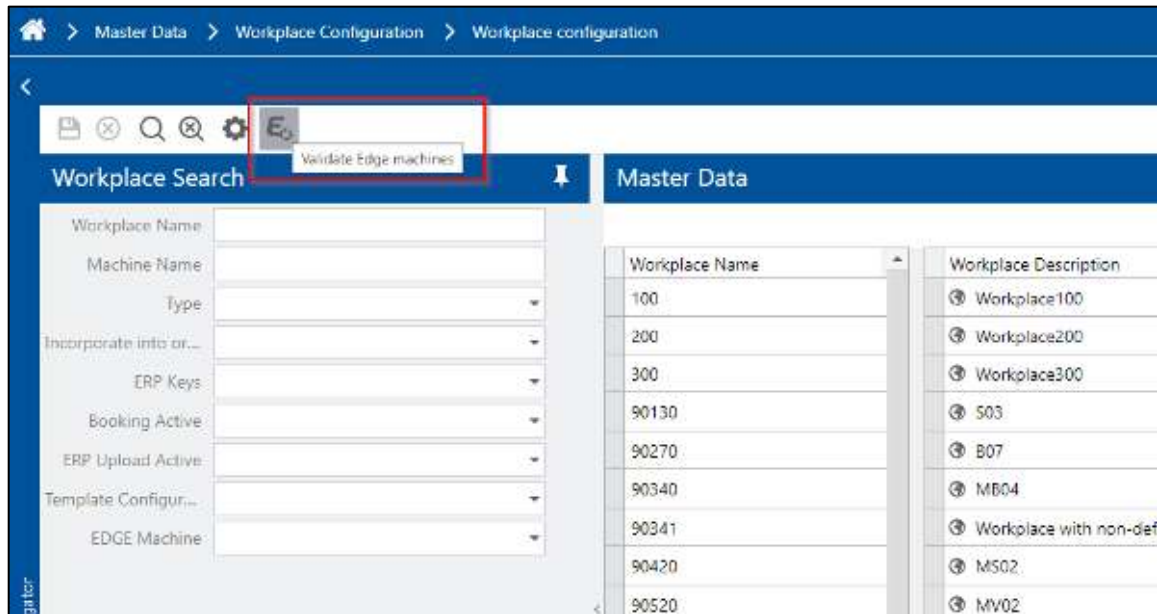 Master Data > Workplace Configuration > Workplace configuration
E
Validate Edge machines
Workplace Search
Workplace Name
Machine Name
Type
Incorporate into or...
ERP Keys
Booking Active
ERP Upload Active
Template Configur...
EDGE Machine
Master Data
Workplace Name Workplace Description
100 Workplace100
200 Workplace200
300 Workplace300
90130 S03
90270 B07
90340 MB04
90341 Workplace with non-def
90420 MS02
90520 MV02
gator